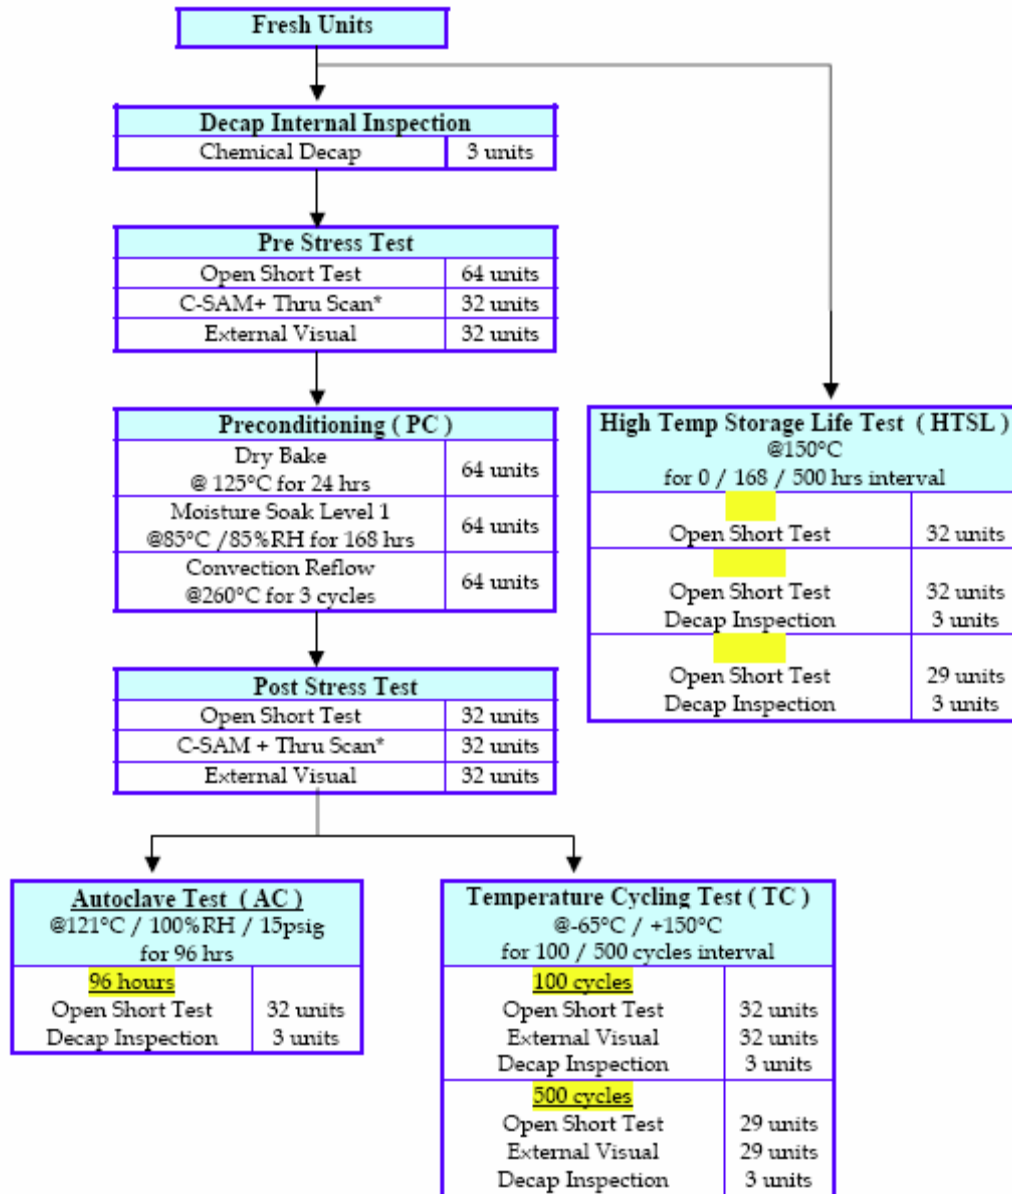 Fresh Units
Decap Internal Inspection
Chemical Decap 3 units
Pre Stress Test
Open Short Test 64 units
C-SAM+ Thru Scan* 32 units
External Visual 32 units
Preconditioning ( PC )
Dry Bake
@ 125°C for 24 hrs 64 units
Moisture Soak Level 1
@85°C /85%RH for 168 hrs 64 units
Convection Reflow
@260°C for 3 cycles 64 units
High Temp Storage Life Test ( HTSL )
@150°C
for 0 / 168 / 500 hrs interval
Open Short Test 32 units
Open Short Test 32 units
Decap Inspection 3 units
Open Short Test 29 units
Decap Inspection 3 units
Post Stress Test
Open Short Test 32 units
C-SAM + Thru Scan* 32 units
External Visual 32 units
Autoclave Test ( AC )
@121°C / 100%RH / 15psig
for 96 hrs
96 hours
Open Short Test 32 units
Decap Inspection 3 units
Temperature Cycling Test ( TC )
@-65°C / +150°C
for 100 / 500 cycles interval
100 cycles
Open Short Test 32 units
External Visual 32 units
Decap Inspection 3 units
500 cycles
Open Short Test 29 units
External Visual 29 units
Decap Inspection 3 units